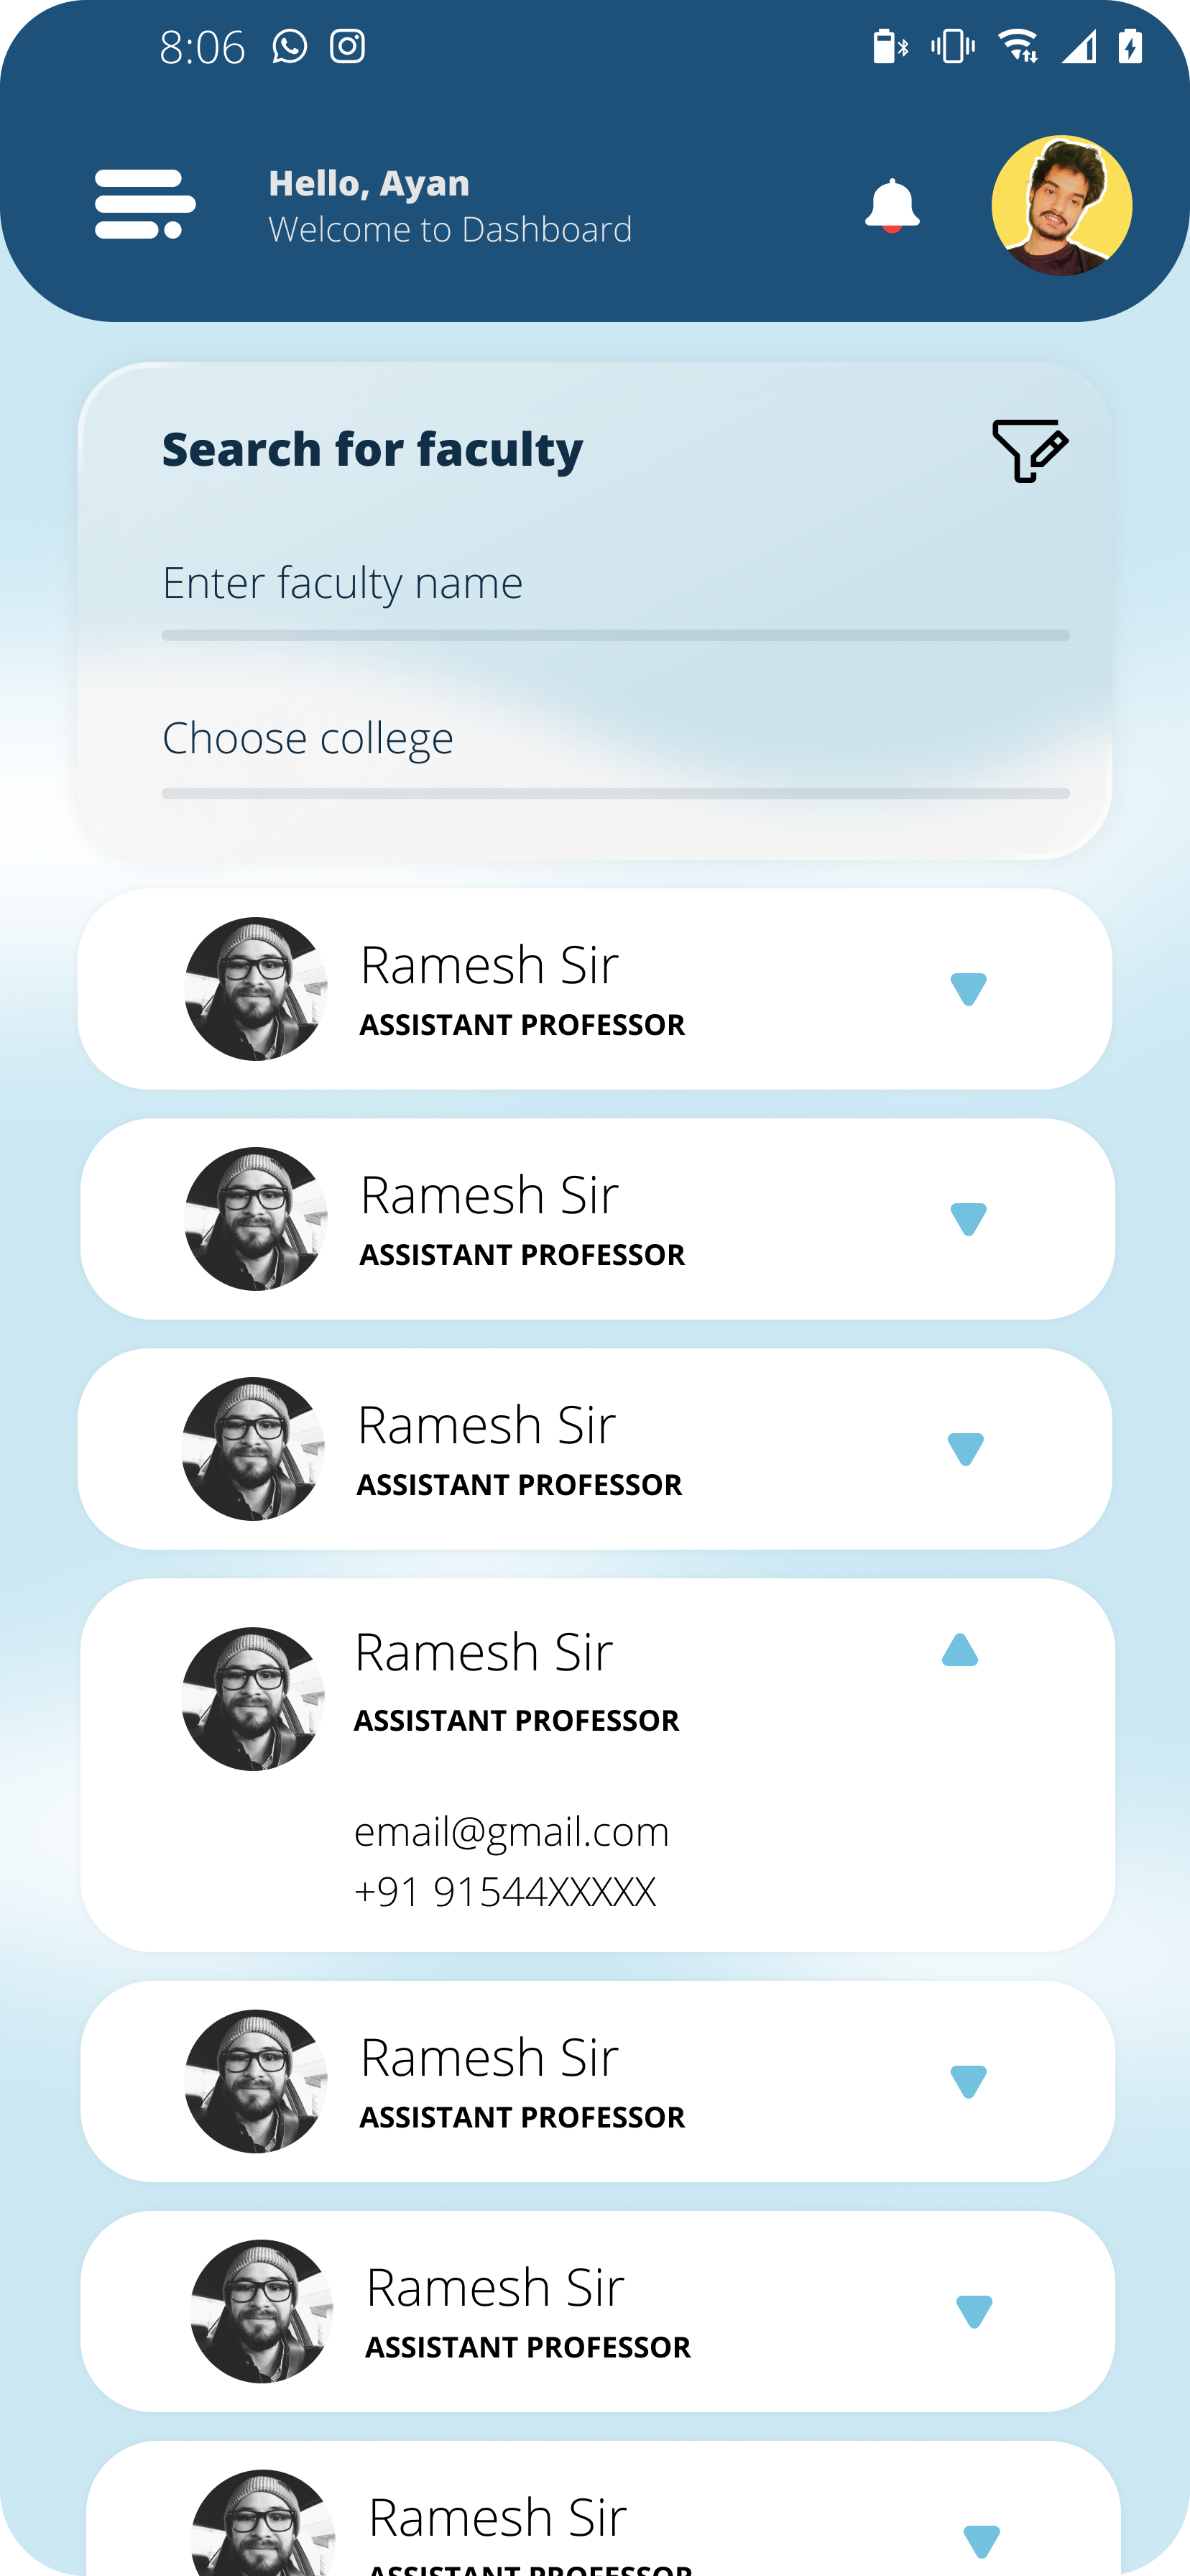 8:06
Hello, Ayan
Welcome to Dashboard
Search for faculty
Enter faculty name
Choose college
Ramesh Sir
ASSISTANT PROFESSOR
Ramesh Sir
ASSISTANT PROFESSOR
Ramesh Sir
ASSISTANT PROFESSOR
Ramesh Sir
ASSISTANT PROFESSOR
email@gmail.com
+91 91544XXXXX
Ramesh Sir
ASSISTANT PROFESSOR
Ramesh Sir
ASSISTANT PROFESSOR
Ramesh Sir
ASSISTANT PROFESSOR